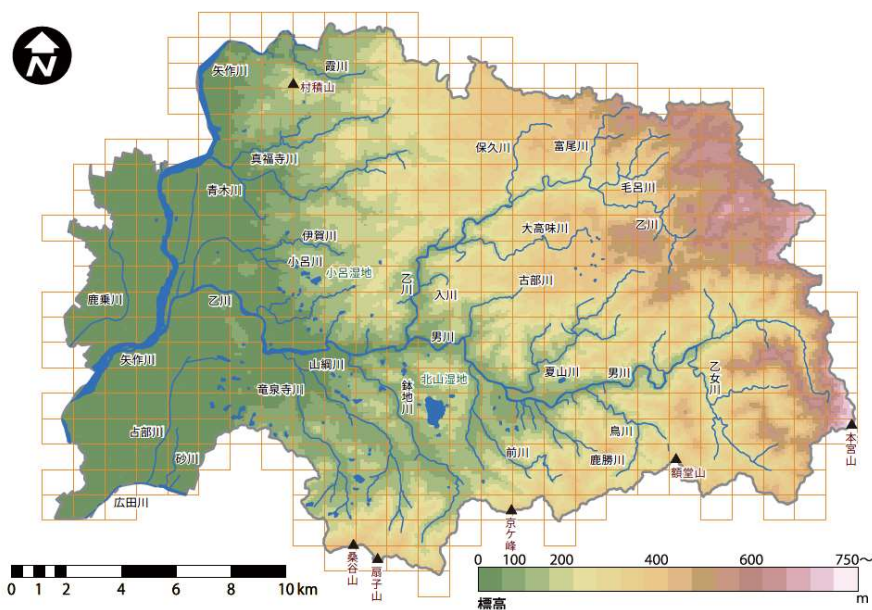 N
矢作川
霞川
村積山
真福寺川
青木川
保久川
富尾川
毛呂川
乙川
大高味川
伊賀川
小呂川
小呂湿地
乙川
入川
古部川
鹿乗川
乙川
男川
矢作川
山綱川
夏山川
男川
乙女川
北山湿地
鉢地川
竜泉寺川
鳥川
本宮山
占部川
砂川
前川
鹿勝川
額堂山
広田川
京ケ峰
桑谷山
扇子山
0 1 2 4 6 8 10 km
0 100 200 400 600 750〜
m
標高